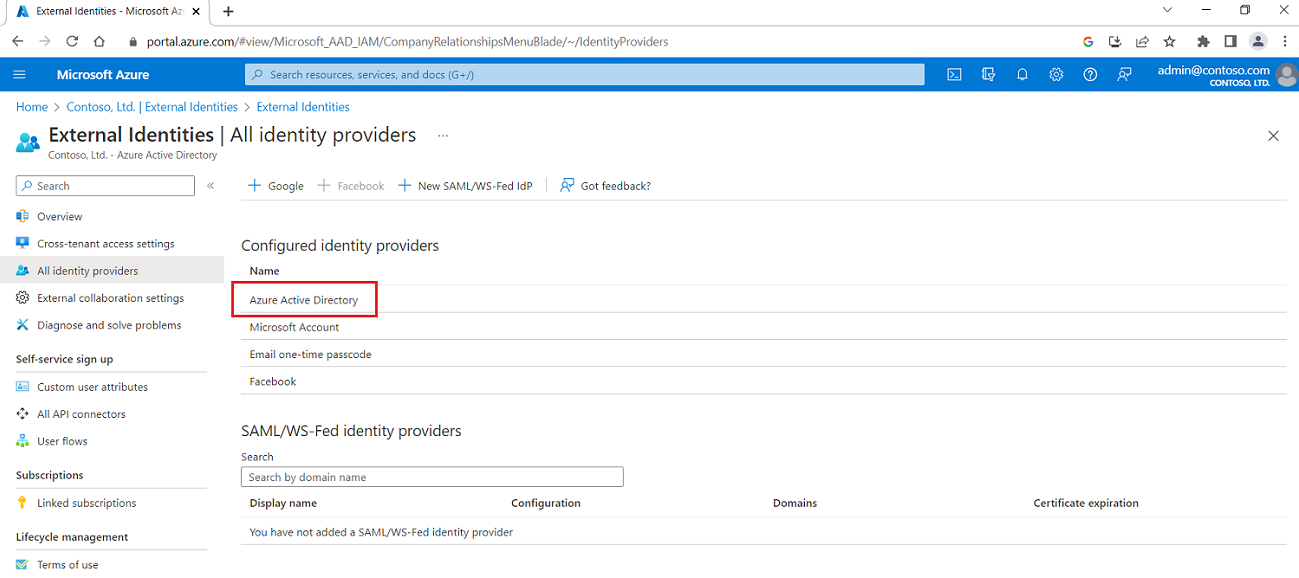 External Identities - Microsoft Az
portal.azure.com/#view/Microsoft_AAD_IAM/CompanyRelationshipsMenuBlade/~/IdentityProviders
Microsoft Azure
Search resources, services, and docs (G+/)
admin@contoso.com
CONTOSO, LTD.
Home > Contoso, Ltd. | External Identities > External Identities
External Identities | All identity providers ...
Contoso, Ltd. - Azure Active Directory
Search
«
+ Google + Facebook + New SAML/WS-Fed IdP Got feedback?
Overview
Cross-tenant access settings
All identity providers
External collaboration settings
Diagnose and solve problems
Self-service sign up
Custom user attributes
All API connectors
User flows
Subscriptions
Linked subscriptions
Lifecycle management
Terms of use
Configured identity providers
Name
Azure Active Directory
Microsoft Account
Email one-time passcode
Facebook
SAML/WS-Fed identity providers
Search
Search by domain name
Display name Configuration Domains Certificate expiration
You have not added a SAML/WS-Fed identity provider